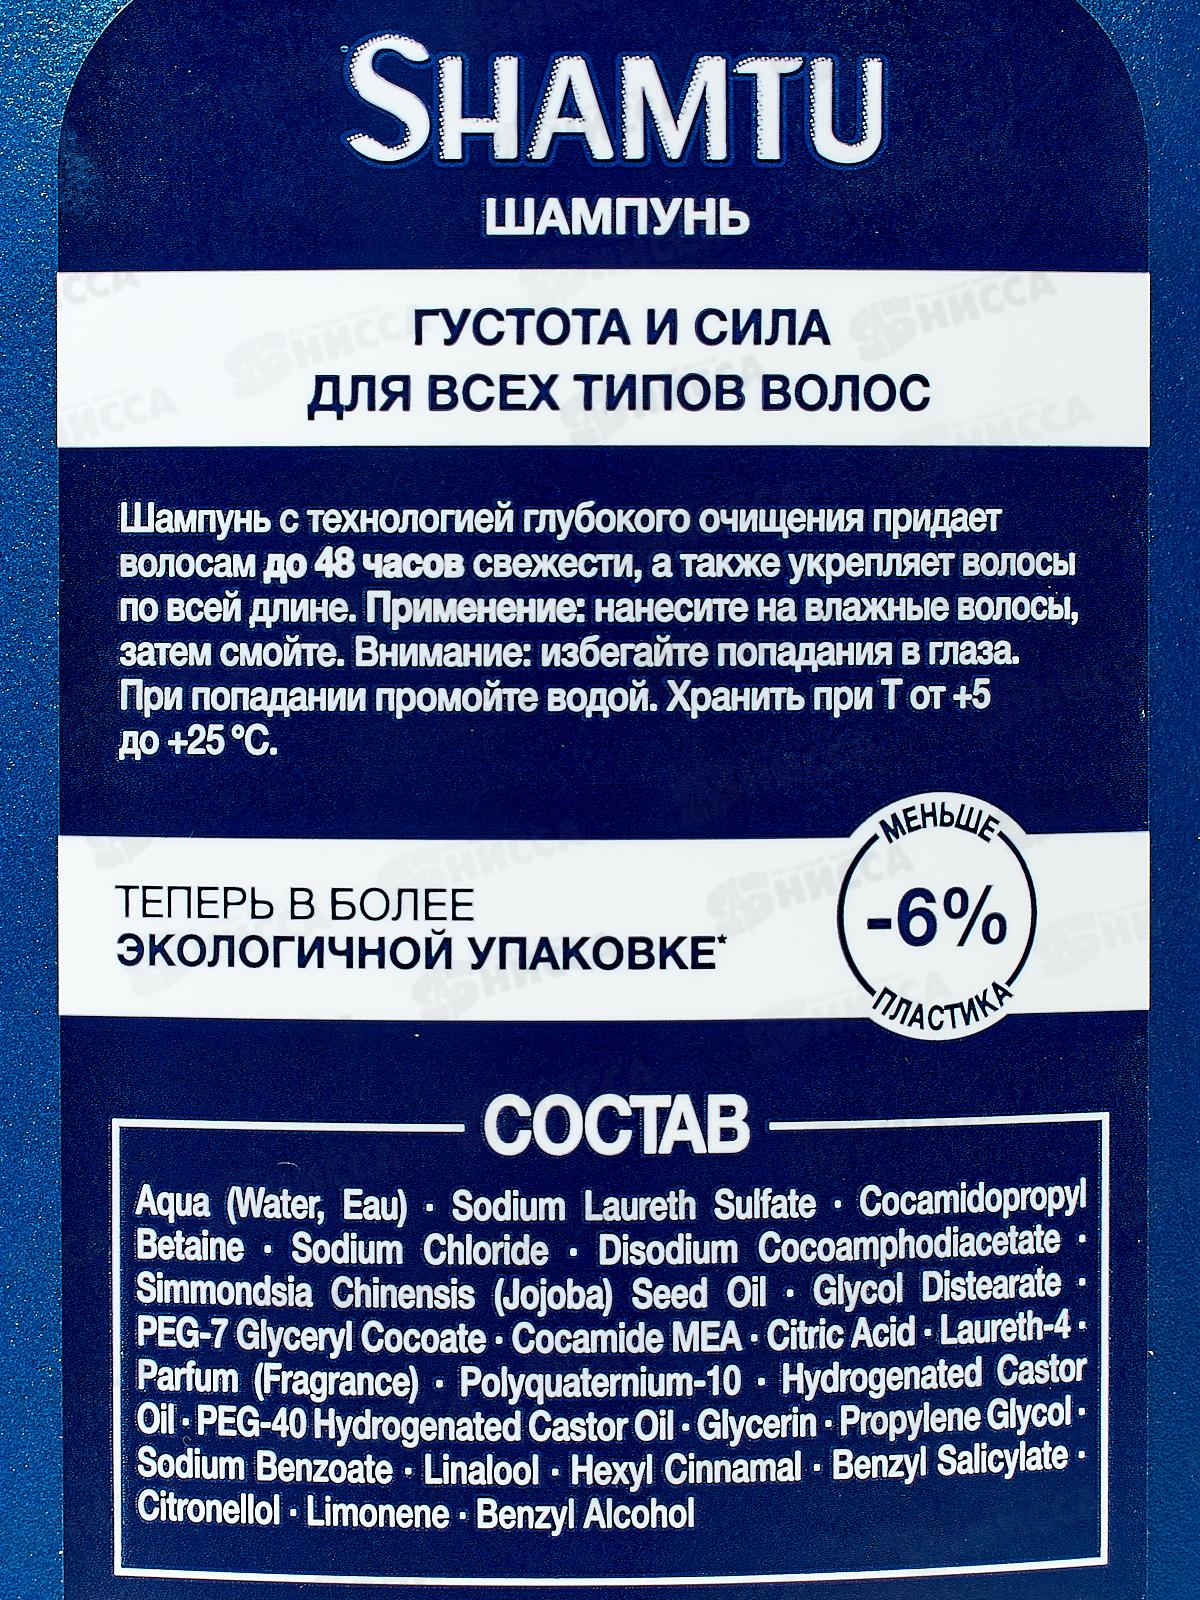 SHAMTU
ШАМПУНЬ
ГУСТОТА И СИЛА
ДЛЯ ВСЕХ ТИПОВ ВОЛОС
Шампунь с технологией глубокого очищения придает
волосам до 48 часов свежести, а также укрепляет волосы
по всей длине. Применение: нанесите на влажные волосы,
затем смойте. Внимание: избегайте попадания в глаза.
При попадании промойте водой. Хранить при Т от +5
до +25 °С.
ТЕПЕРЬ В БОЛЕЕ
ЭКОЛОГИЧНОЙ УПАКОВКЕ*
МЕНЬШЕ
-6%
ПЛАСТИКА
СОСТАВ
Aqua (Water, Eau) · Sodium Laureth Sulfate · Cocamidopropyl
Betaine · Sodium Chloride · Disodium Cocoamphodiacetate ·
Simmondsia Chinensis (Jojoba) Seed Oil · Glycol Distearate ·
PEG-7 Glyceryl Cocoate · Cocamide MEA · Citric Acid · Laureth-4 ·
Parfum (Fragrance) · Polyquaternium-10 · Hydrogenated Castor
Oil · PEG-40 Hydrogenated Castor Oil · Glycerin · Propylene Glycol ·
Sodium Benzoate · Linalool · Hexyl Cinnamal · Benzyl Salicylate ·
Citronellol · Limonene · Benzyl Alcohol